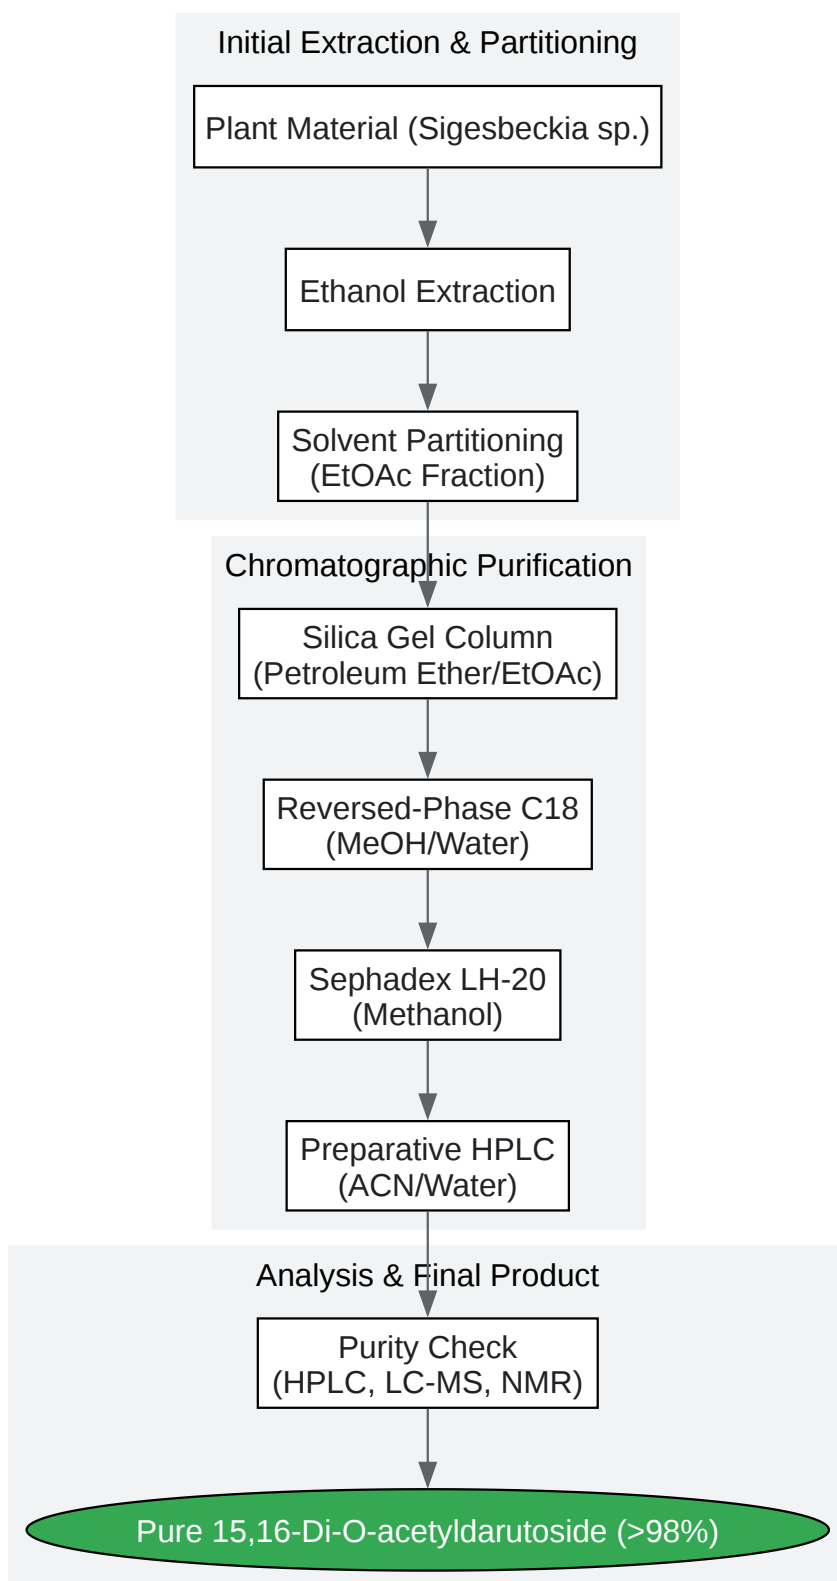 Initial Extraction & Partitioning
Plant Material (Sigesbeckia sp.)
Ethanol Extraction
Solvent Partitioning
(EtOAc Fraction)
Chromatographic Purification
Silica Gel Column
(Petroleum Ether/EtOAc)
Reversed-Phase C18
(MeOH/Water)
Sephadex LH-20
(Methanol)
Preparative HPLC
(ACN/Water)
Analysis & Final Product
Purity Check
(HPLC, LC-MS, NMR)
Pure 15,16-Di-O-acetyldarutoside (>98%)